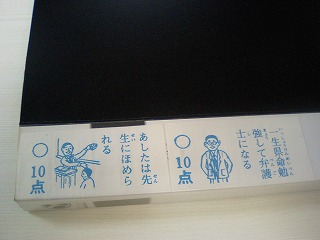 一生懸命勉
強して弁護
士になる
○10点
あしたは先
生にほめら
れる
○10点